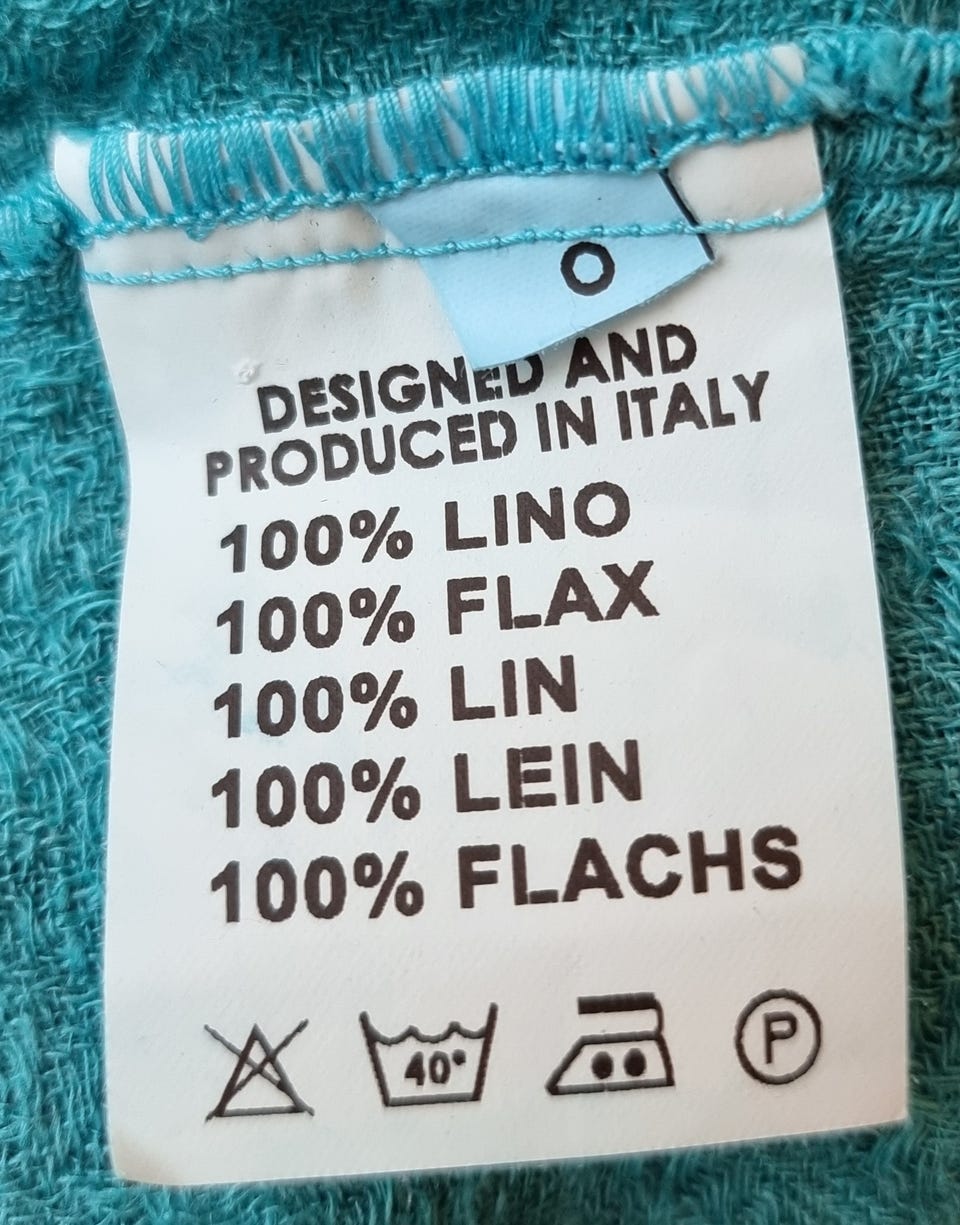 O
DESIGNED AND
PRODUCED IN ITALY
100% LINO
100% FLAX
100% LIN
100% LEIN
100% FLACHS
40° P